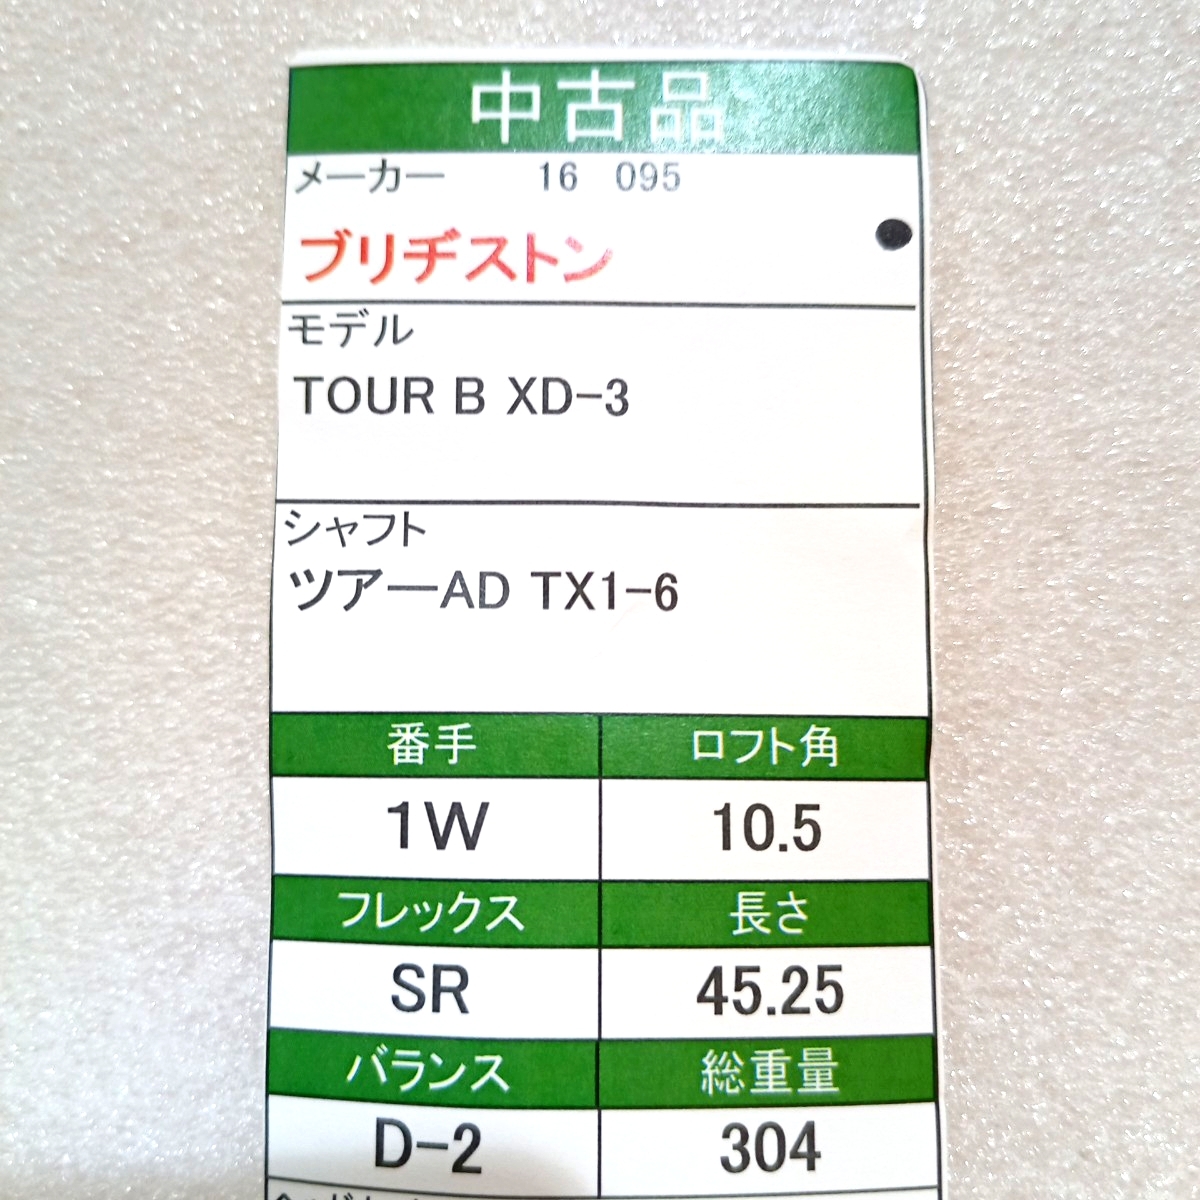 中古品
メーカー 16 095
ブリヂストン
モデル
TOUR B XD-3
シャフト
ツアーAD TX1-6
番手 ロフト角
1W 10.5
フレックス 長さ
SR 45.25
バランス 総重量
D-2 304